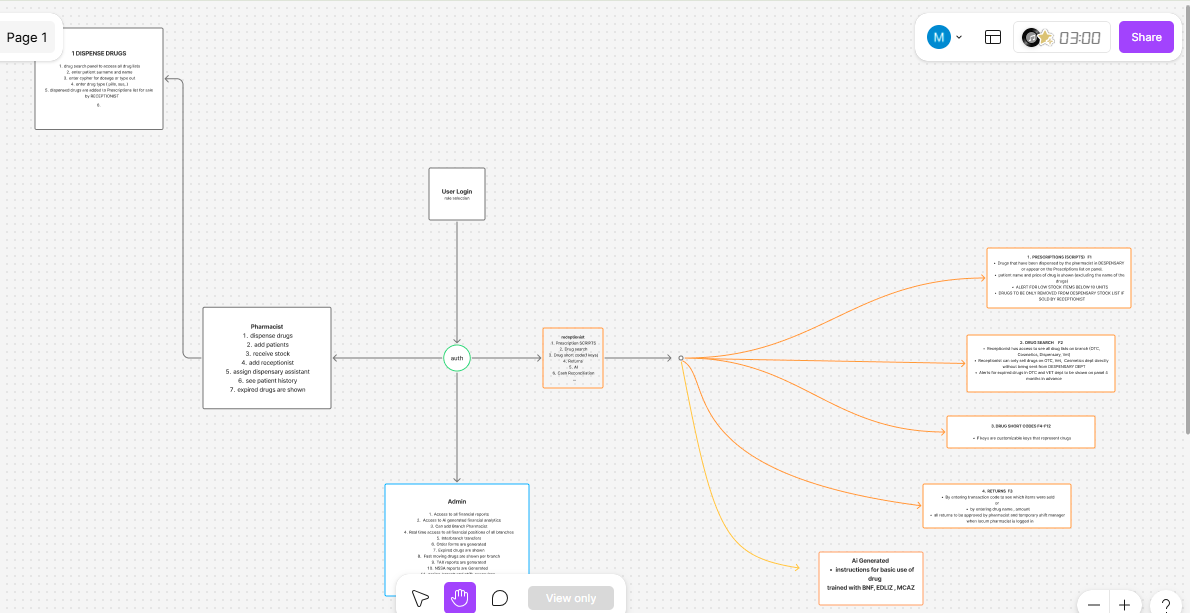 Page 1
M
03:00
Share
1 DISPENSE DRUGS
1. drug search panel to access all drug lists
2. enter patient surname and name
3. enter cypher for dosage or type out
4. enter drug type ( pills, sus, )
5. dispensed drugs are added to Prescriptions list for sale
by RECEPTIONIST
6.
User Login
role selection
Pharmacist
1. dispense drugs
2. add patients
3. receive stock
4. add receptionist
5. assign dispensary assistant
6. see patient history
7. expired drugs are shown
auth
receptionist
1. Prescription SCRIPTS
2. Drug search
3. Drug short codes( keys)
4. Returns
5. AI
6. Cash Reconciliation
1. PRESCRIPTIONS (SCRIPTS) F1
• Drugs that have been dispensed by the pharmacist in DESPENSARY
or appear on the Prescriptions list on panel
• patient name and price of drug is shown (excluding the name of the
drugs)
• ALERT FOR LOW STOCK ITEMS BELOW 10 UNITS
• DRUGS TO BE ONLY REMOVED FROM DESPENSARY STOCK LIST IF
SOLD BY RECEPTIONIST
2. DRUG SEARCH F2
• Receptionist has access to see all drug lists on branch (OTC,
Cosmetics, Dispensary, Vet)
• Receptionist can only sell drugs on OTC, Vet, Cosmetics dept directly
without being sent from DESPENSARY DEPT
• Alerts for expired drugs in OTC and VET dept to be shown on panel 3
months in advance
3. DRUG SHORT CODES F4-F12
• F keys are customizable keys that represent drugs
4. RETURNS F3
• By entering transaction code to see which items were sold
or
• by entering drug name , amount
• all returns to be approved by pharmacist and temporary shift manager
when locum pharmacist is logged in
Ai Generated
• instructions for basic use of
drug
trained with BNF, EDLIZ , MCAZ
Admin
1. Access to all financial reports
2. Access to AI generated financial analytics
3. Can add Branch Pharmacist
4. Real time access to all financial positions of all branches
5. Interbranch transfers
6. Order forms are generated
7. Expired drugs are shown
8. Fast moving drugs are shown per branch
9. TAX reports are generated
10. NSSA reports are Generated
View only
?